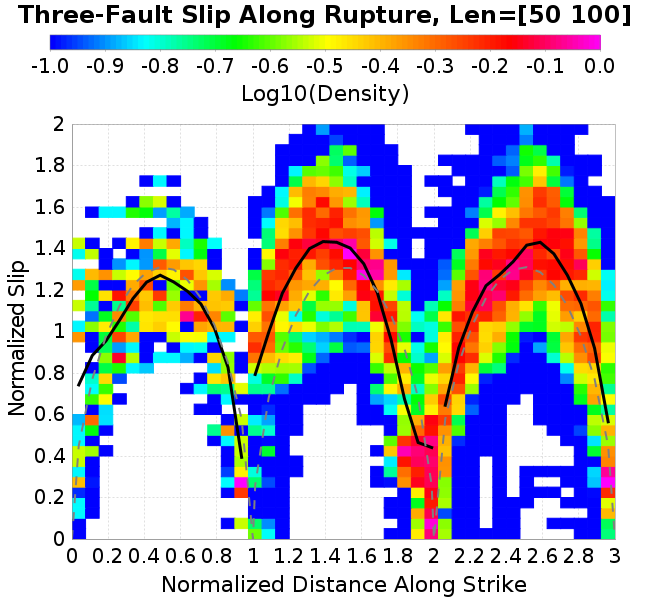 Three-Fault Slip Along Rupture, Len=[50 100]
-1.0 -0.9 -0.8 -0.7 -0.6 -0.5 -0.4 -0.3 -0.2 -0.1 0.0
Log10(Density)
2
1.8
1.6
1.4
1.2
1
0.8
0.6
0.4
0.2
0
Normalized Slip
0 0.2 0.4 0.6 0.8 1 1.2 1.4 1.6 1.8 2 2.2 2.4 2.6 2.8 3
Normalized Distance Along Strike